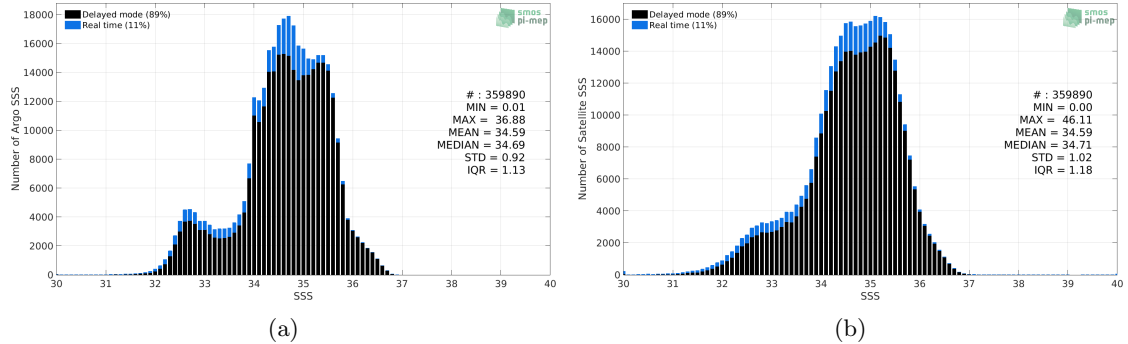 Delayed mode (89%)
Real time (11%)
smos
pi-mep
18000
16000
14000
12000
10000
8000
6000
4000
2000
0
Number of Argo SSS
# : 359890
MIN = 0.01
MAX = 36.88
MEAN = 34.59
MEDIAN = 34.69
STD = 0.92
IQR = 1.13
30 31 32 33 34 35 36 37 38 39 40
SSS
(a)
Delayed mode (89%)
Real time (11%)
smos
pi-mep
16000
14000
12000
10000
8000
6000
4000
2000
0
Number of Satellite SSS
# : 359890
MIN = 0.00
MAX = 46.11
MEAN = 34.59
MEDIAN = 34.71
STD = 1.02
IQR = 1.18
30 31 32 33 34 35 36 37 38 39 40
SSS
(b)